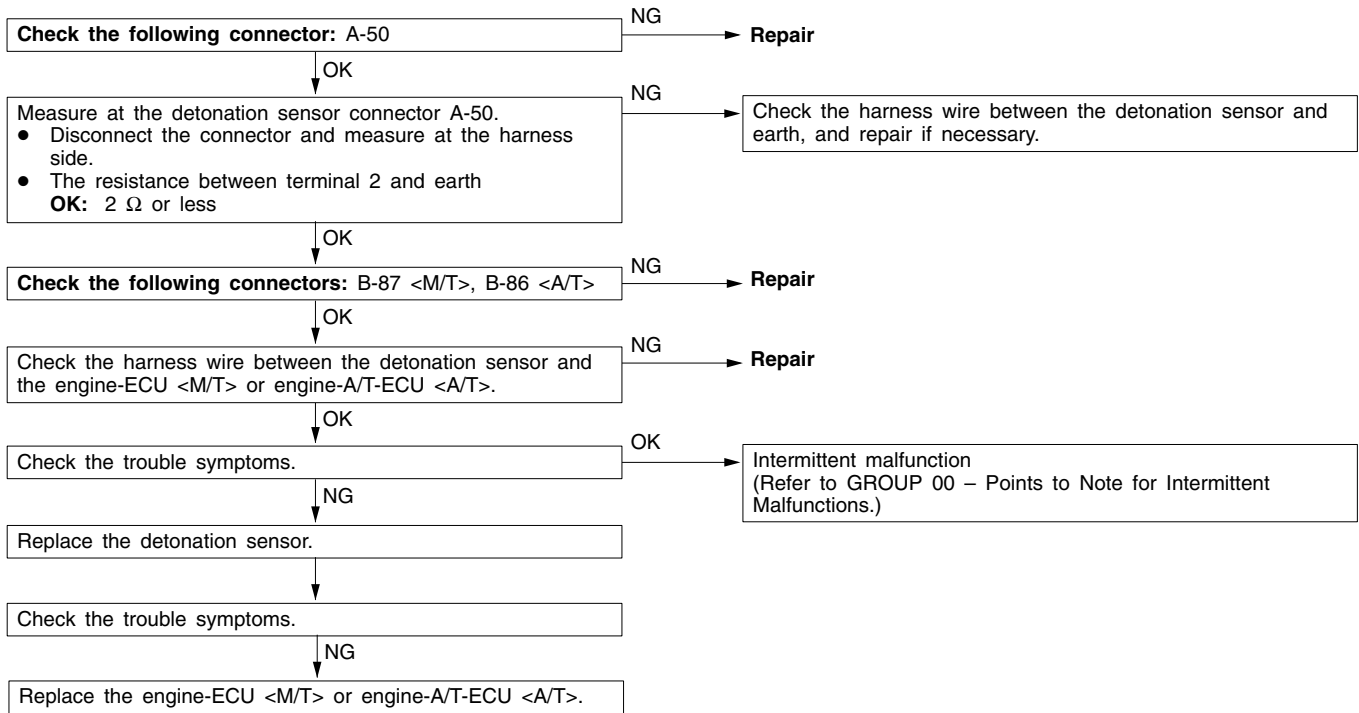 Check the following connector: A-50
NG
Repair
OK
Measure at the detonation sensor connector A-50.
● Disconnect the connector and measure at the harness
side.
● The resistance between terminal 2 and earth
OK: 2 Ω or less
NG
Check the harness wire between the detonation sensor and
earth, and repair if necessary.
OK
Check the following connectors: B-87 <M/T>, B-86 <A/T>
NG
Repair
OK
Check the harness wire between the detonation sensor and
the engine-ECU <M/T> or engine-A/T-ECU <A/T>.
NG
Repair
OK
Check the trouble symptoms.
OK
Intermittent malfunction
(Refer to GROUP 00 – Points to Note for Intermittent
Malfunctions.)
NG
Replace the detonation sensor.
Check the trouble symptoms.
NG
Replace the engine-ECU <M/T> or engine-A/T-ECU <A/T>.